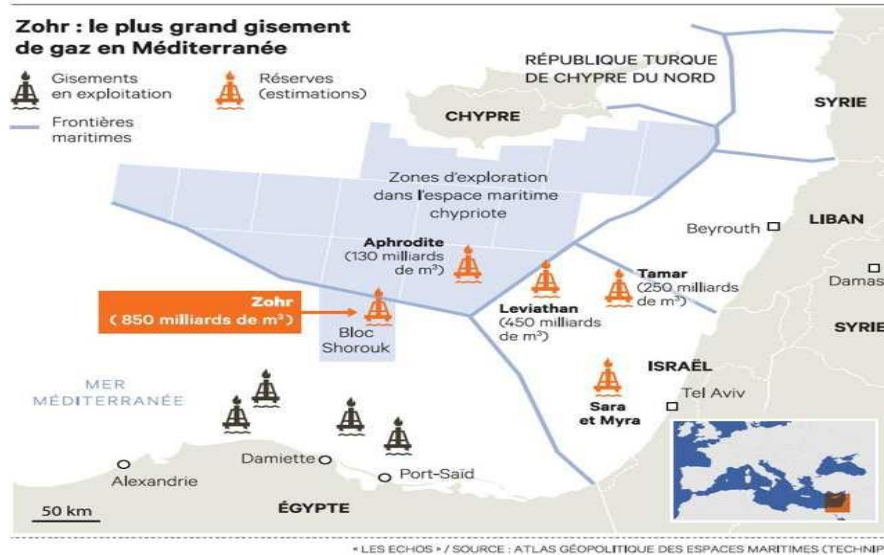 Zohr : le plus grand gisement
de gaz en Méditerranée
Gisements
en exploitation
Réserves
(estimations)
Frontières
maritimes
RÉPUBLIQUE TURQUE
DE CHYPRE DU NORD
CHYPRE
SYRIE
Zones d'exploration
dans l'espace maritime
chypriote
Beyrouth
LIBAN
Damas
SYRIE
Aphrodite
(130 milliards
de m³)
Tamar
(250 milliards
de m³)
Leviathan
(450 milliards
de m³)
Zohr
( 850 milliards de m³)
Bloc
Shorouk
ISRAËL
Tel Aviv
Sara
et Myra
MER
MÉDITERRANÉE
Alexandrie
Damiette
Port-Saïd
ÉGYPTE
50 km
« LES ECHOS » / SOURCE : ATLAS GÉOPOLITIQUE DES ESPACES MARITIMES (TECHNIP